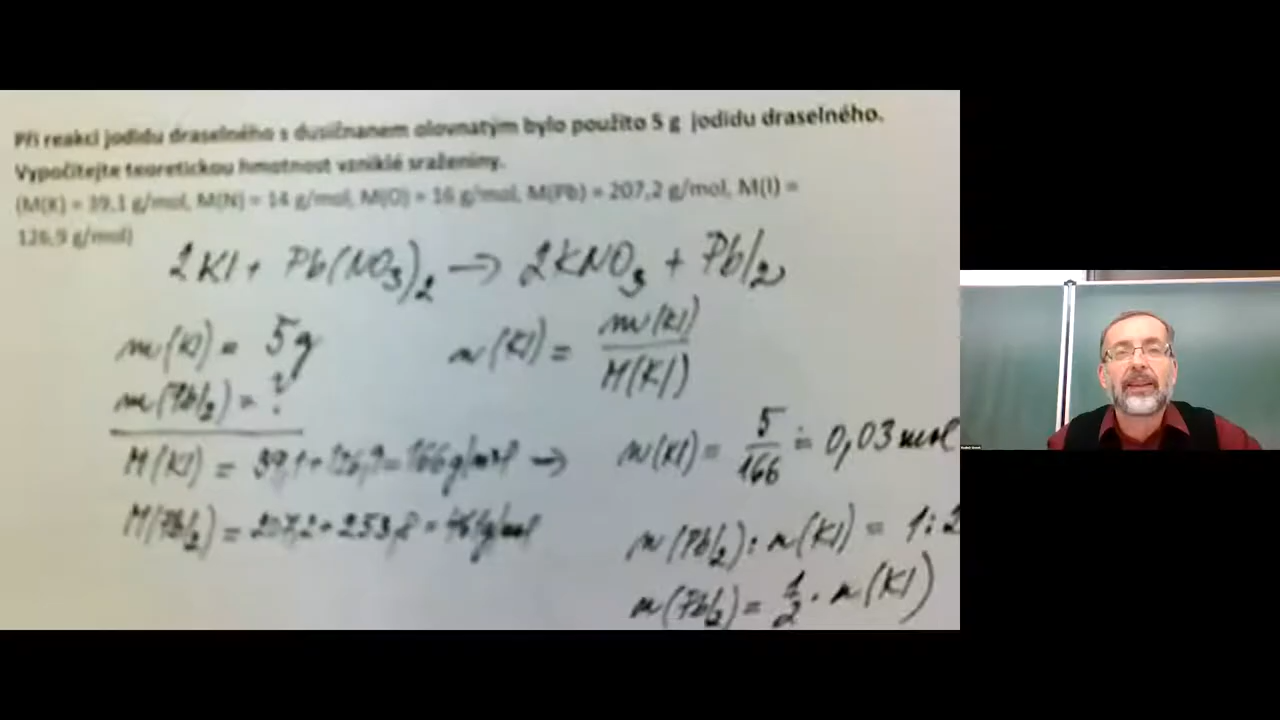 Při reakci jodidu draselného s dusičnanem olovnatým bylo použito 5 g jodidu draselného.
Vypočítejte teoretickou hmotnost vzniklé sraženiny.
(M(K) = 39,1 g/mol, M(N) = 14 g/mol, M(O) = 16 g/mol, M(Pb) = 207,2 g/mol, M(I) =
126,9 g/mol)
2KI + Pb(NO₃)₂ → 2KNO₃ + PbI₂
m(KI) = 5g
n(KI) = m(KI) / M(KI)
m(PbI₂) = ?
M(KI) = 39,1+126,9=166g/mol →
n(KI) = 5/166 ≐ 0,03 mol
M(PbI₂) = 207,2+253,8=461g/mol
n(PbI₂) : n(KI) = 1:2
n(PbI₂) = 1/2 · n(KI)